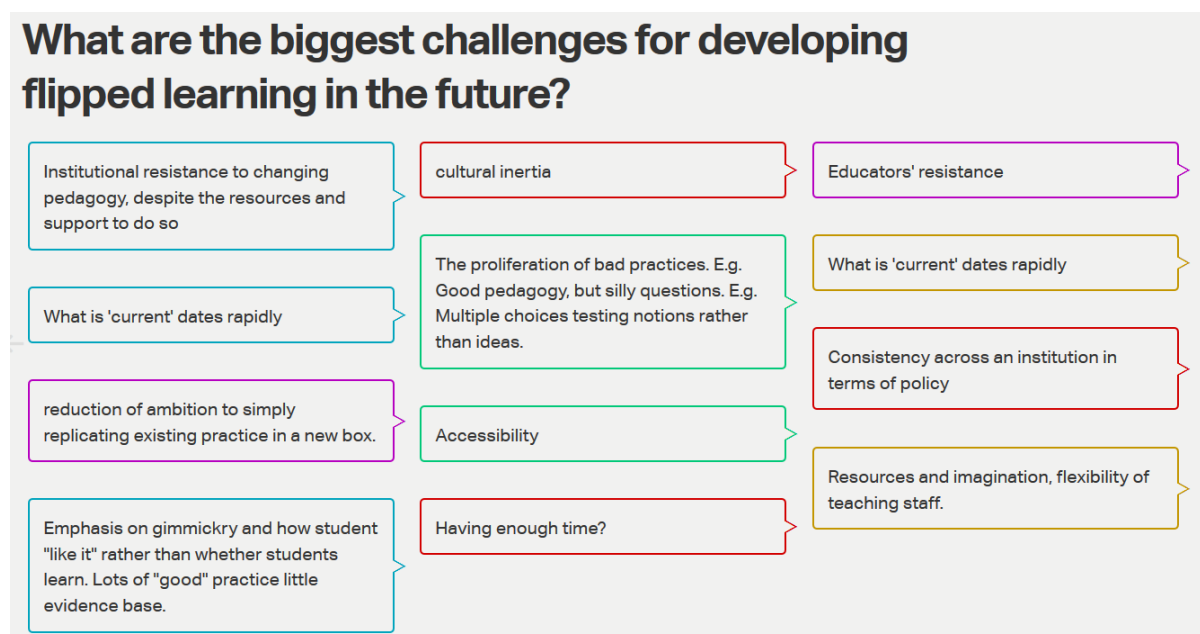 What are the biggest challenges for developing
flipped learning in the future?
Institutional resistance to changing
pedagogy, despite the resources and
support to do so
What is 'current' dates rapidly
reduction of ambition to simply
replicating existing practice in a new box.
Emphasis on gimmickry and how student
"like it" rather than whether students
learn. Lots of "good" practice little
evidence base.
cultural inertia
The proliferation of bad practices. E.g.
Good pedagogy, but silly questions. E.g.
Multiple choices testing notions rather
than ideas.
Accessibility
Having enough time?
Educators' resistance
What is 'current' dates rapidly
Consistency across an institution in
terms of policy
Resources and imagination, flexibility of
teaching staff.